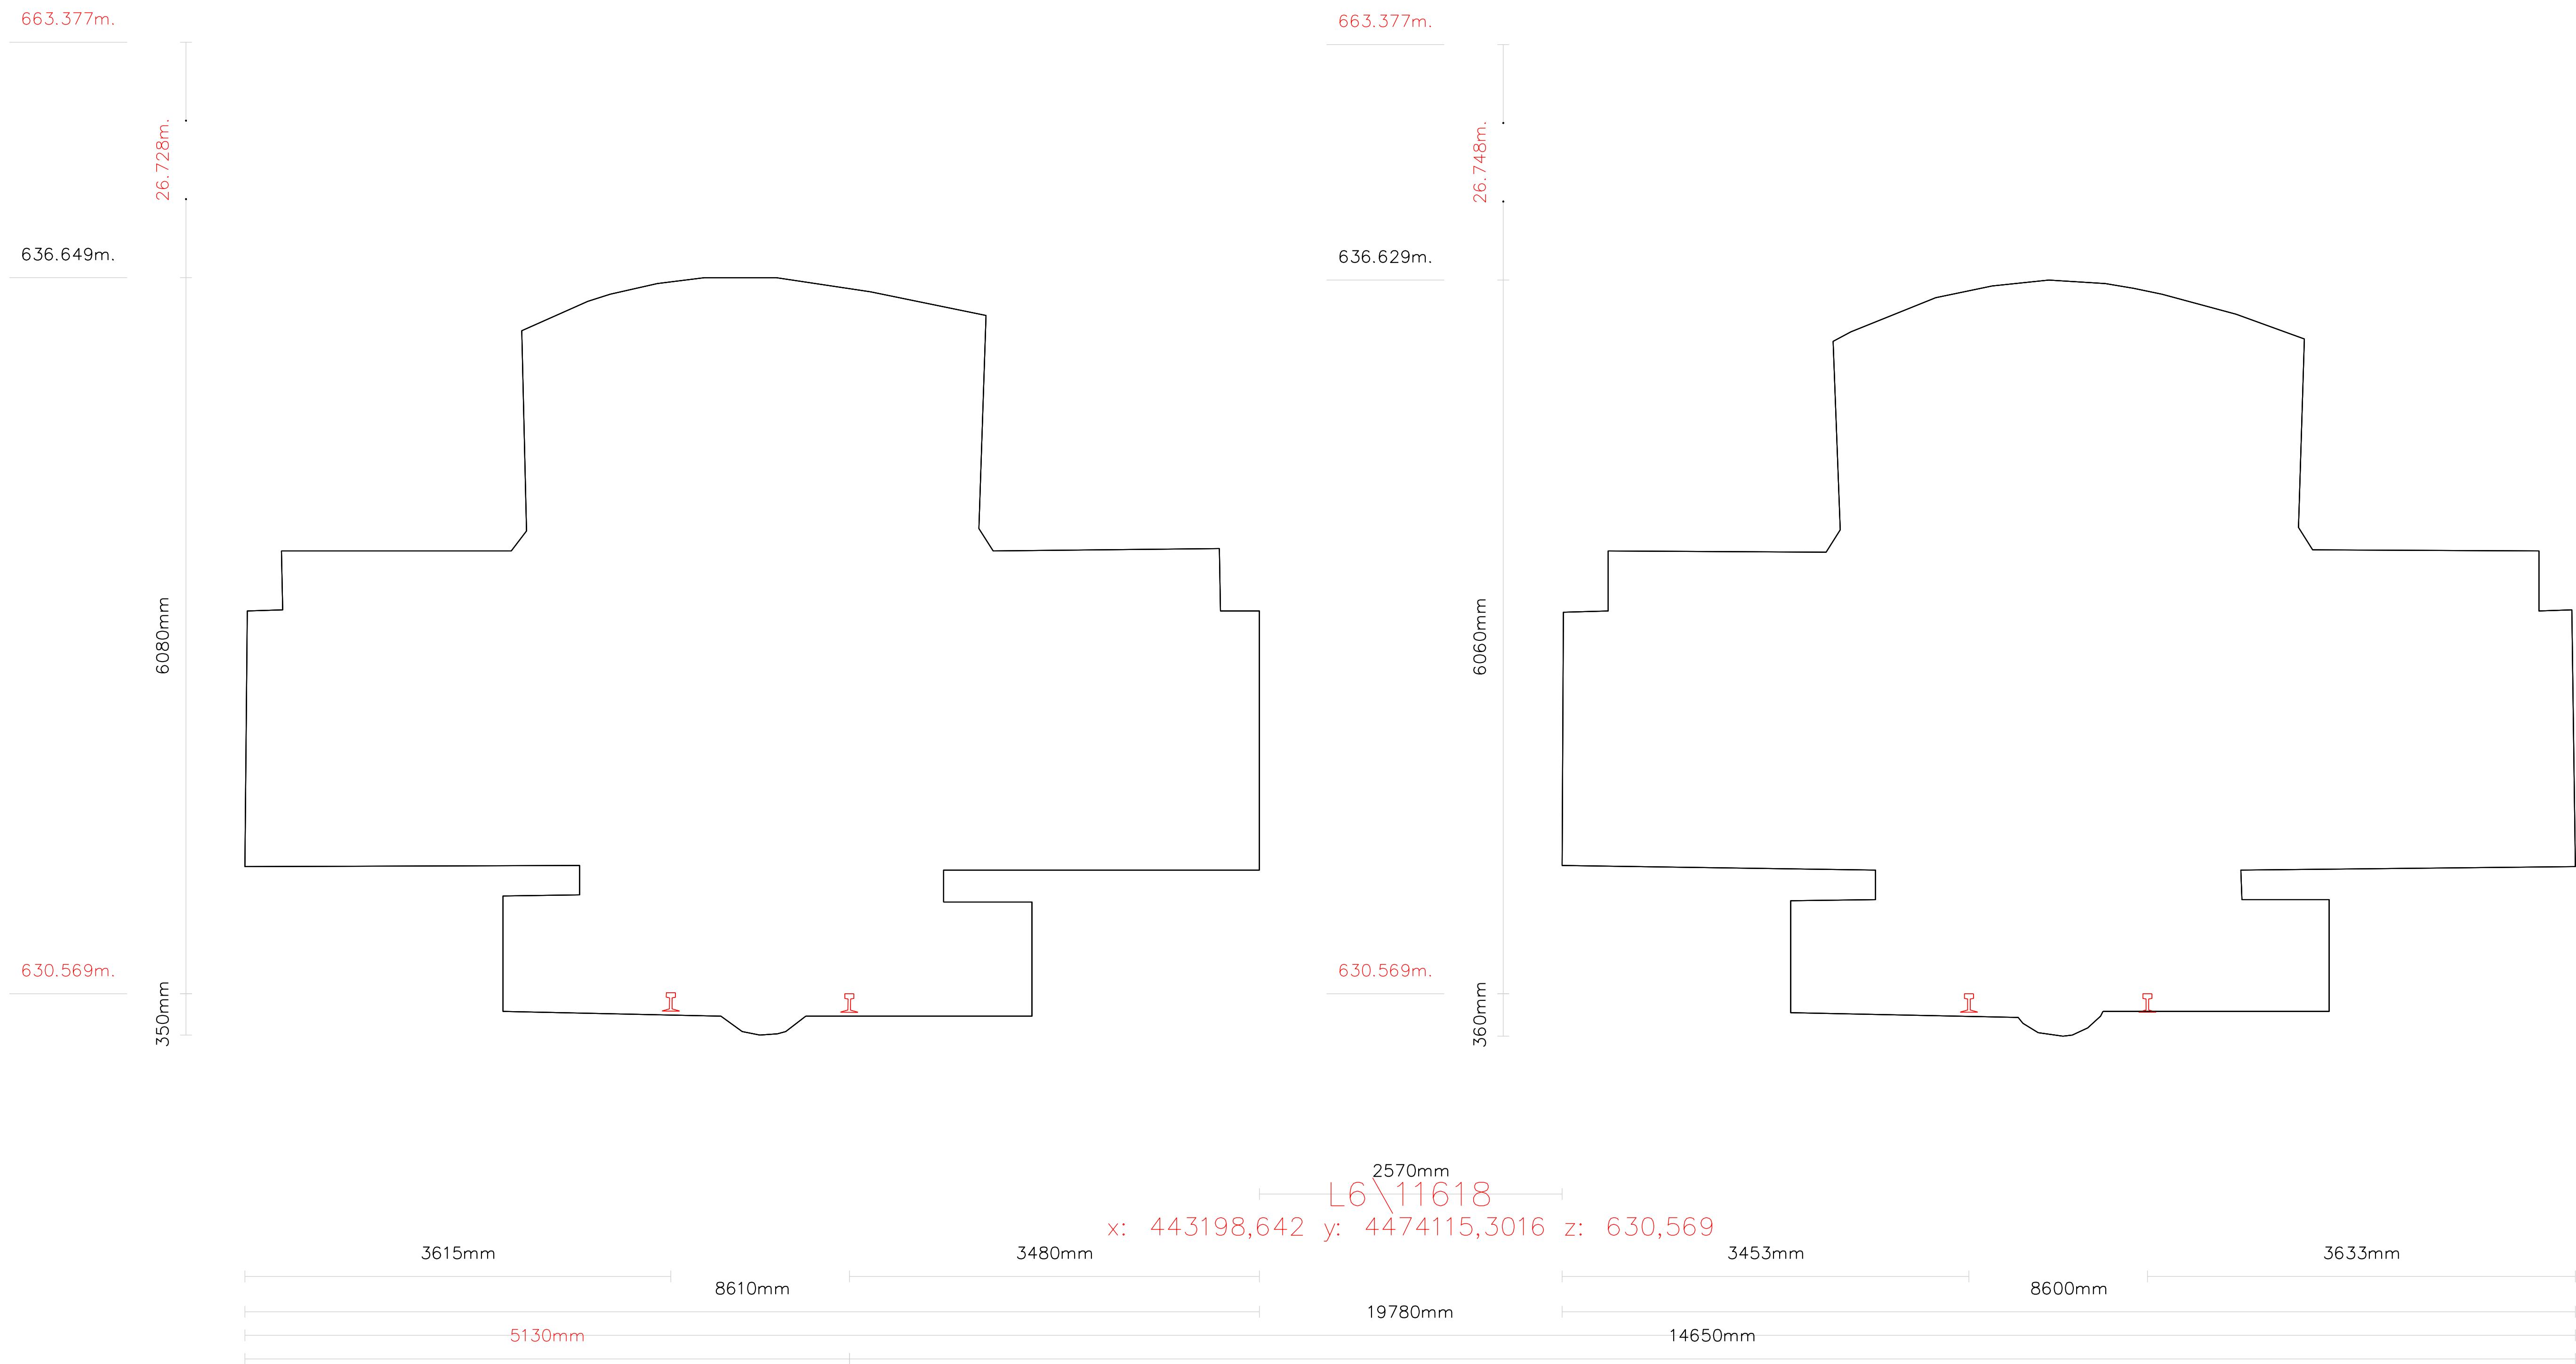 663.377m.
663.377m.
26.728m.
26.748m.
636.649m.
636.629m.
6080mm
6060mm
630.569m.
630.569m.
350mm
360mm
2570mm
L6\11618
x: 443198,642 y: 4474115,3016 z: 630,569
3615mm
3480mm
3453mm
3633mm
8610mm
8600mm
19780mm
5130mm
14650mm